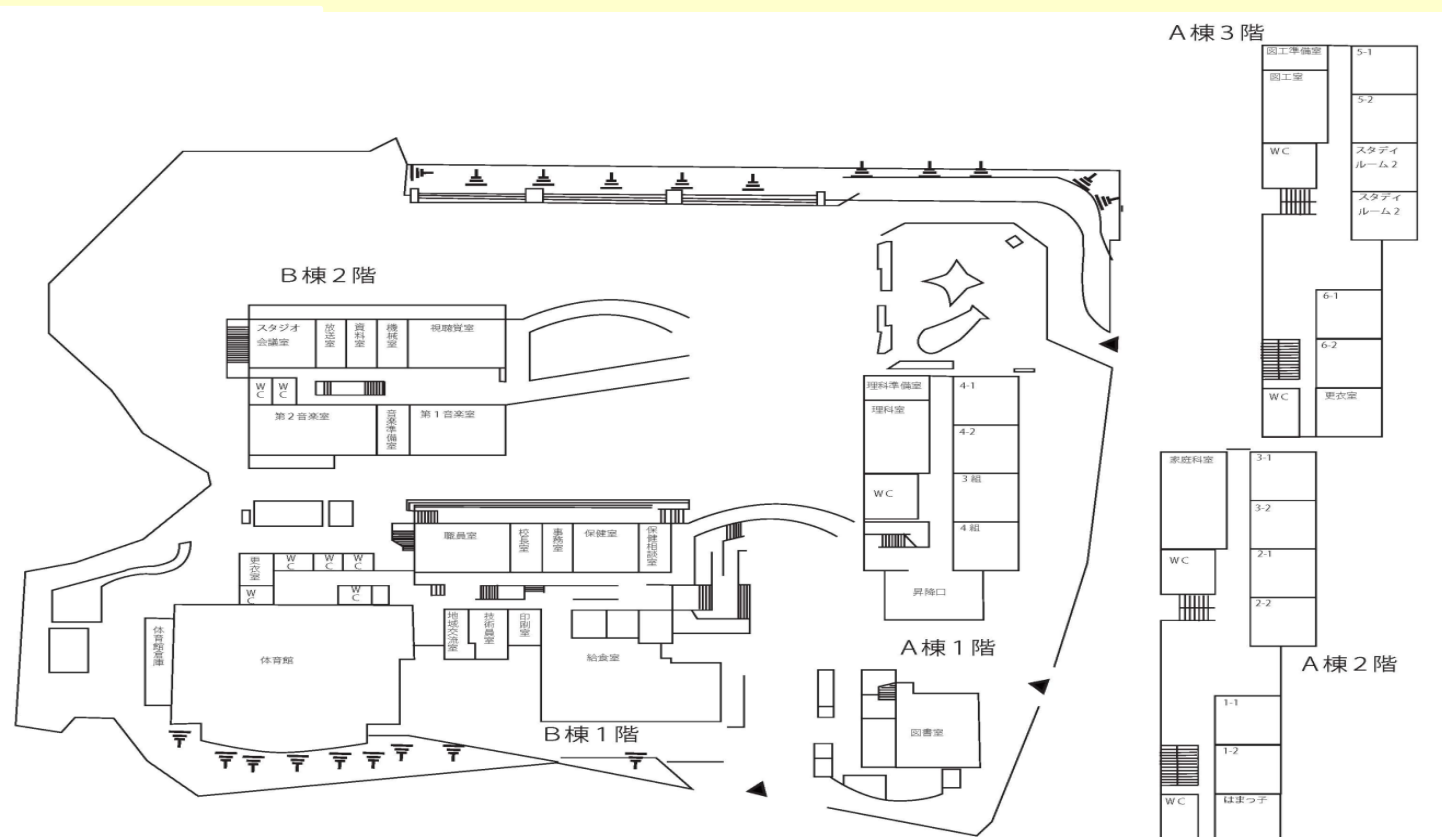 A棟3階
図工準備室
5-1
図工室
5-2
WC
スタディ
ルーム2
スタディ
ルーム2
6-1
6-2
WC
更衣室
B棟2階
スタジオ
会議室
放送室
資料室
機械室
視聴覚室
WC
WC
第2音楽室
音楽準備室
第1音楽室
理科準備室
4-1
理科室
4-2
WC
3組
4組
昇降口
A棟1階
図書室
職員室
校長室
事務室
保健室
保健相談室
更衣室
WC
WC
WC
WC
WC
体育館倉庫
体育館
地域交流室
技術員室
印刷室
給食室
B棟1階
家庭科室
3-1
3-2
WC
2-1
2-2
A棟2階
1-1
1-2
WC
はまっ子